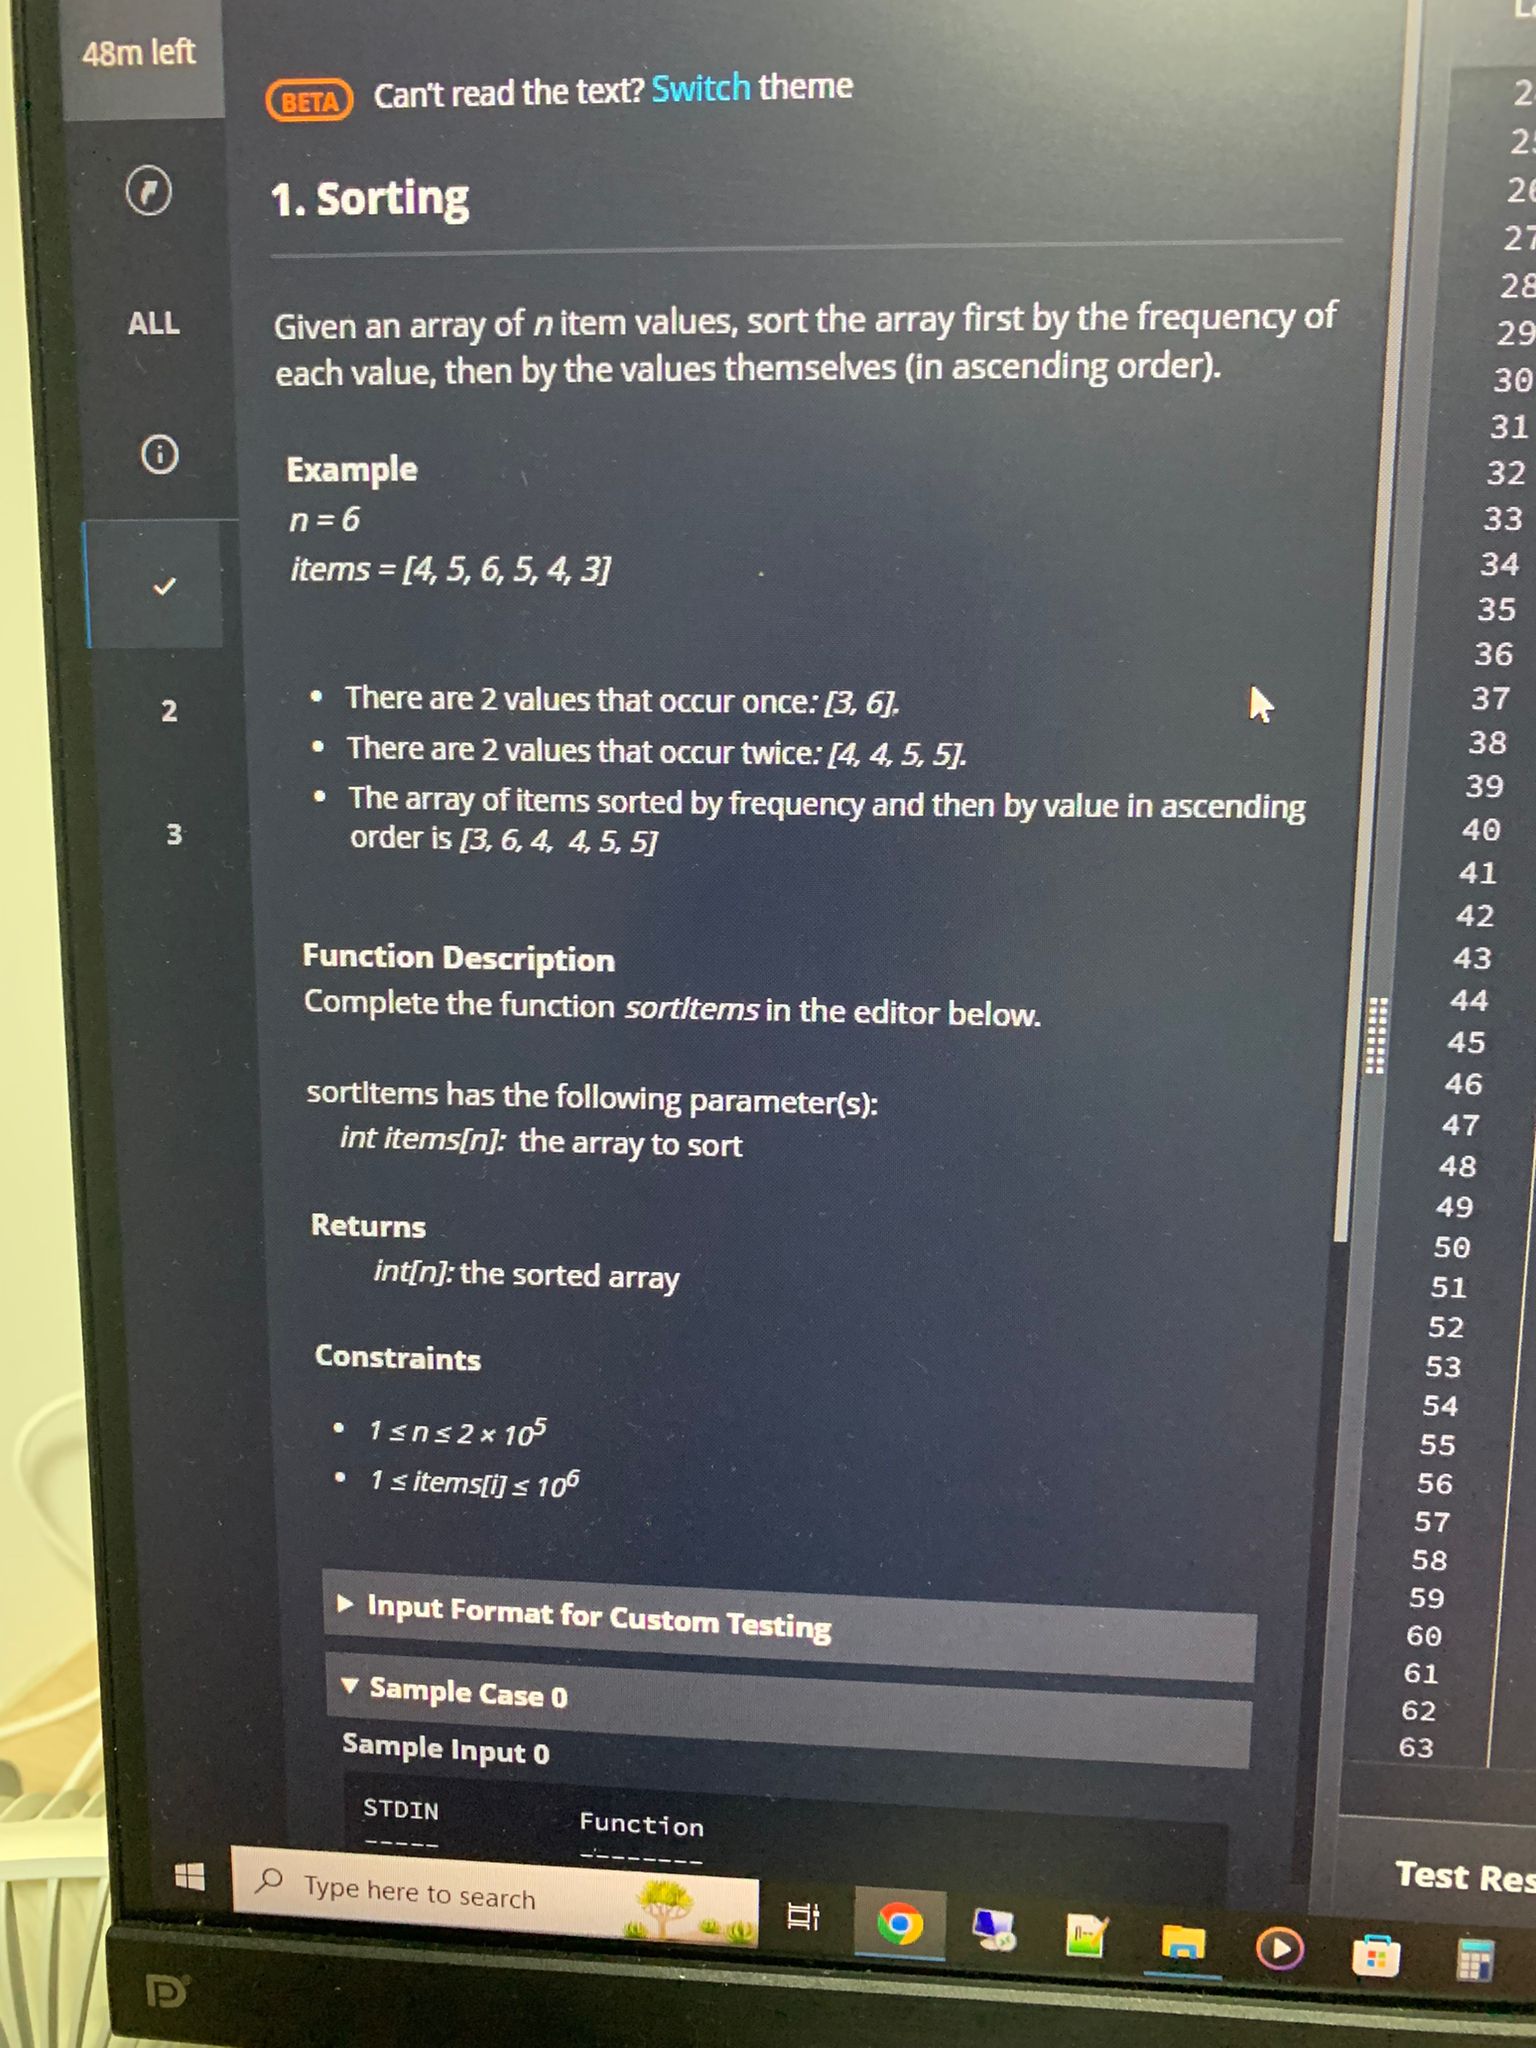 48m left
BETA Can't read the text? Switch theme
1. Sorting
ALL
Given an array of n item values, sort the array first by the frequency of
each value, then by the values themselves (in ascending order).
Example
n = 6
items = [4, 5, 6, 5, 4, 3]
2
3
• There are 2 values that occur once: [3, 6].
• There are 2 values that occur twice: [4, 4, 5, 5].
• The array of items sorted by frequency and then by value in ascending
order is [3, 6, 4, 4, 5, 5]
Function Description
Complete the function sortItems in the editor below.
sortItems has the following parameter(s):
int items[n]: the array to sort
Returns
int[n]: the sorted array
Constraints
• 1 ≤ n ≤ 2 × 10⁵
• 1 ≤ items[i] ≤ 10⁶
▶ Input Format for Custom Testing
▼ Sample Case 0
Sample Input 0
STDIN Function
----- --------
27
28
29
30
31
32
33
34
35
36
37
38
39
40
41
42
43
44
45
46
47
48
49
50
51
52
53
54
55
56
57
58
59
60
61
62
63
Test Res
Type here to search